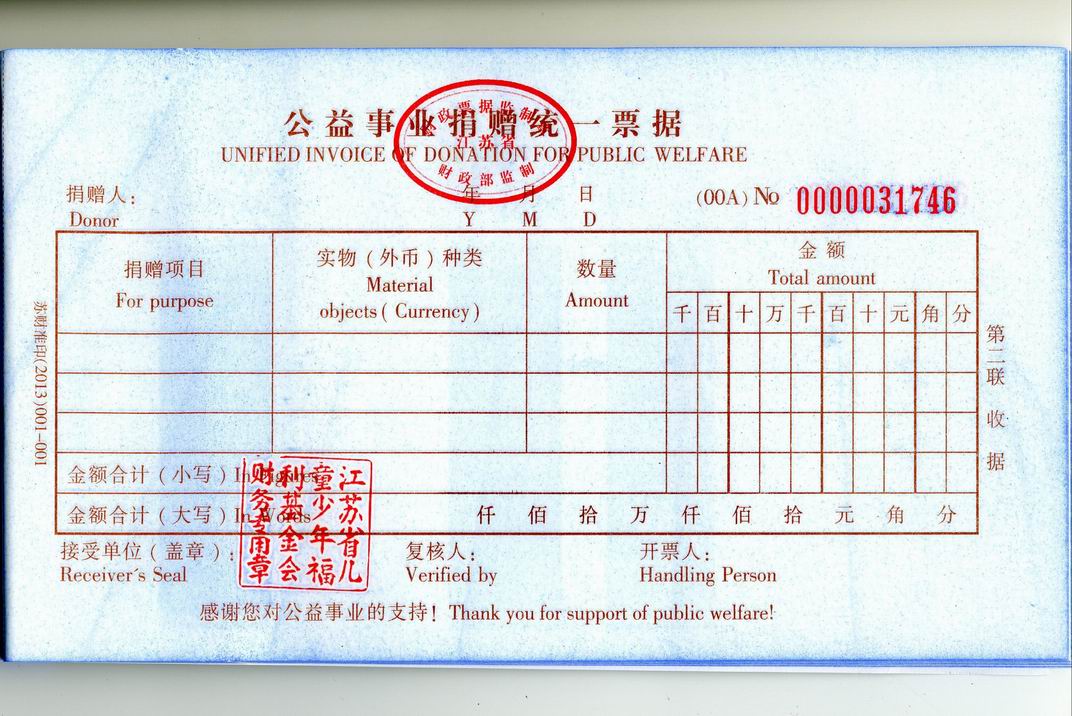 公益事业捐赠统一票据
UNIFIED INVOICE OF DONATION FOR PUBLIC WELFARE
财政票据监制章
江苏省
财政部监制
捐赠人：
Donor
年 月 日
Y M D
(00A) No 0000031746
捐赠项目
For purpose
实物（外币）种类
Material
objects ( Currency )
数量
Amount
金额
Total amount
千 百 十 万 千 百 十 元 角 分
金额合计（小写）In Figures
金额合计（大写）In Words 仟 佰 拾 万 仟 佰 拾 元 角 分
江苏省儿
童少年福
利基金会
财务专用章
接受单位（盖章）：
Receiver's Seal
复核人：
Verified by
开票人：
Handling Person
感谢您对公益事业的支持！Thank you for support of public welfare!
苏财准印(2013)001-001
第二联 收据